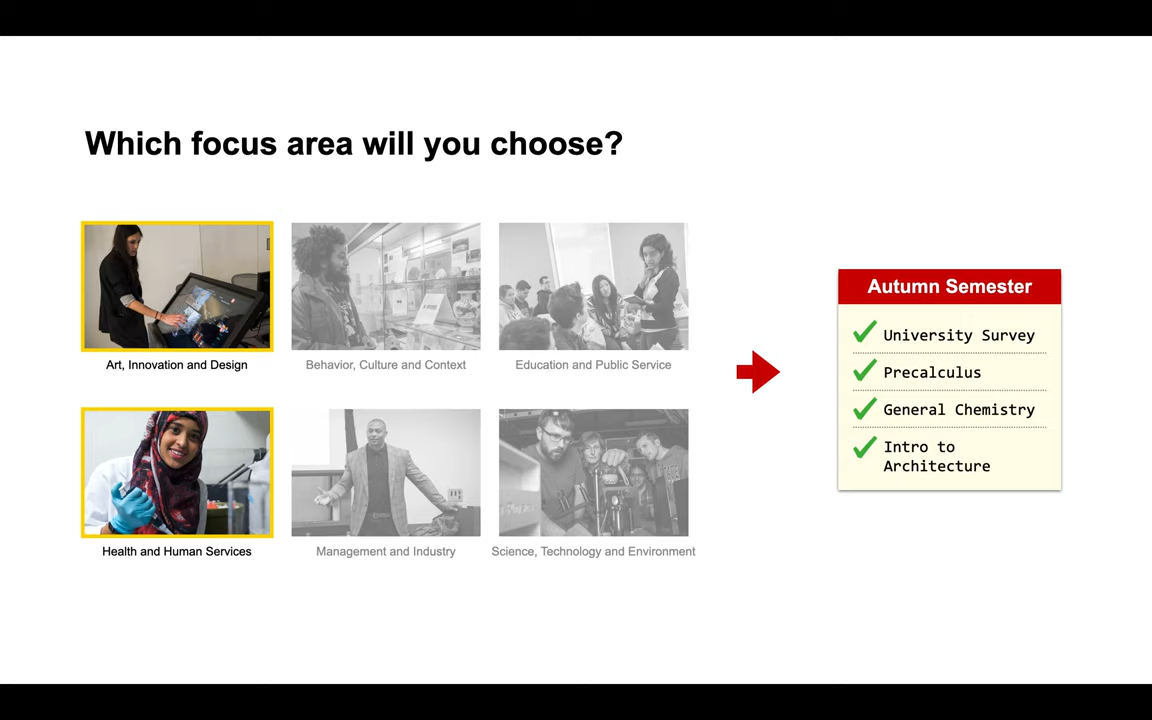 Which focus area will you choose?
Art, Innovation and Design
Behavior, Culture and Context
Education and Public Service
Health and Human Services
Management and Industry
Science, Technology and Environment
Autumn Semester
University Survey
Precalculus
General Chemistry
Intro to
Architecture